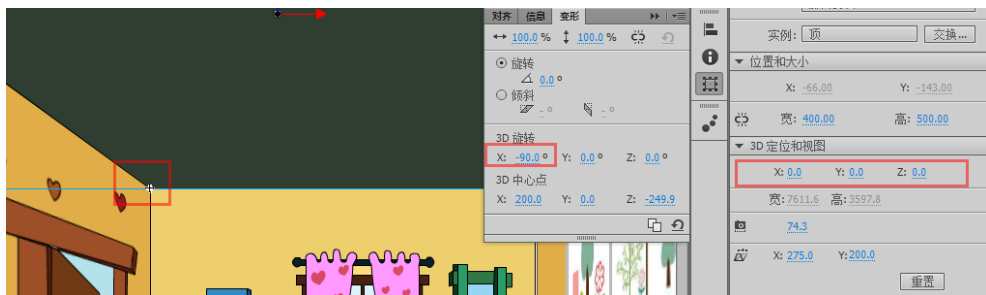 对齐 信息 变形
100.0 % 100.0 %
旋转
0.0 °
倾斜
3D 旋转
X: -90.0 ° Y: 0.0 ° Z: 0.0 °
3D 中心点
X: 200.0 Y: 0.0 Z: -249.9
实例: 顶 交换...
位置和大小
X: -66.00 Y: -143.00
宽: 400.00 高: 500.00
3D 定位和视图
X: 0.0 Y: 0.0 Z: 0.0
宽: 7611.6 高: 3597.8
74.3
X: 275.0 Y: 200.0
重置